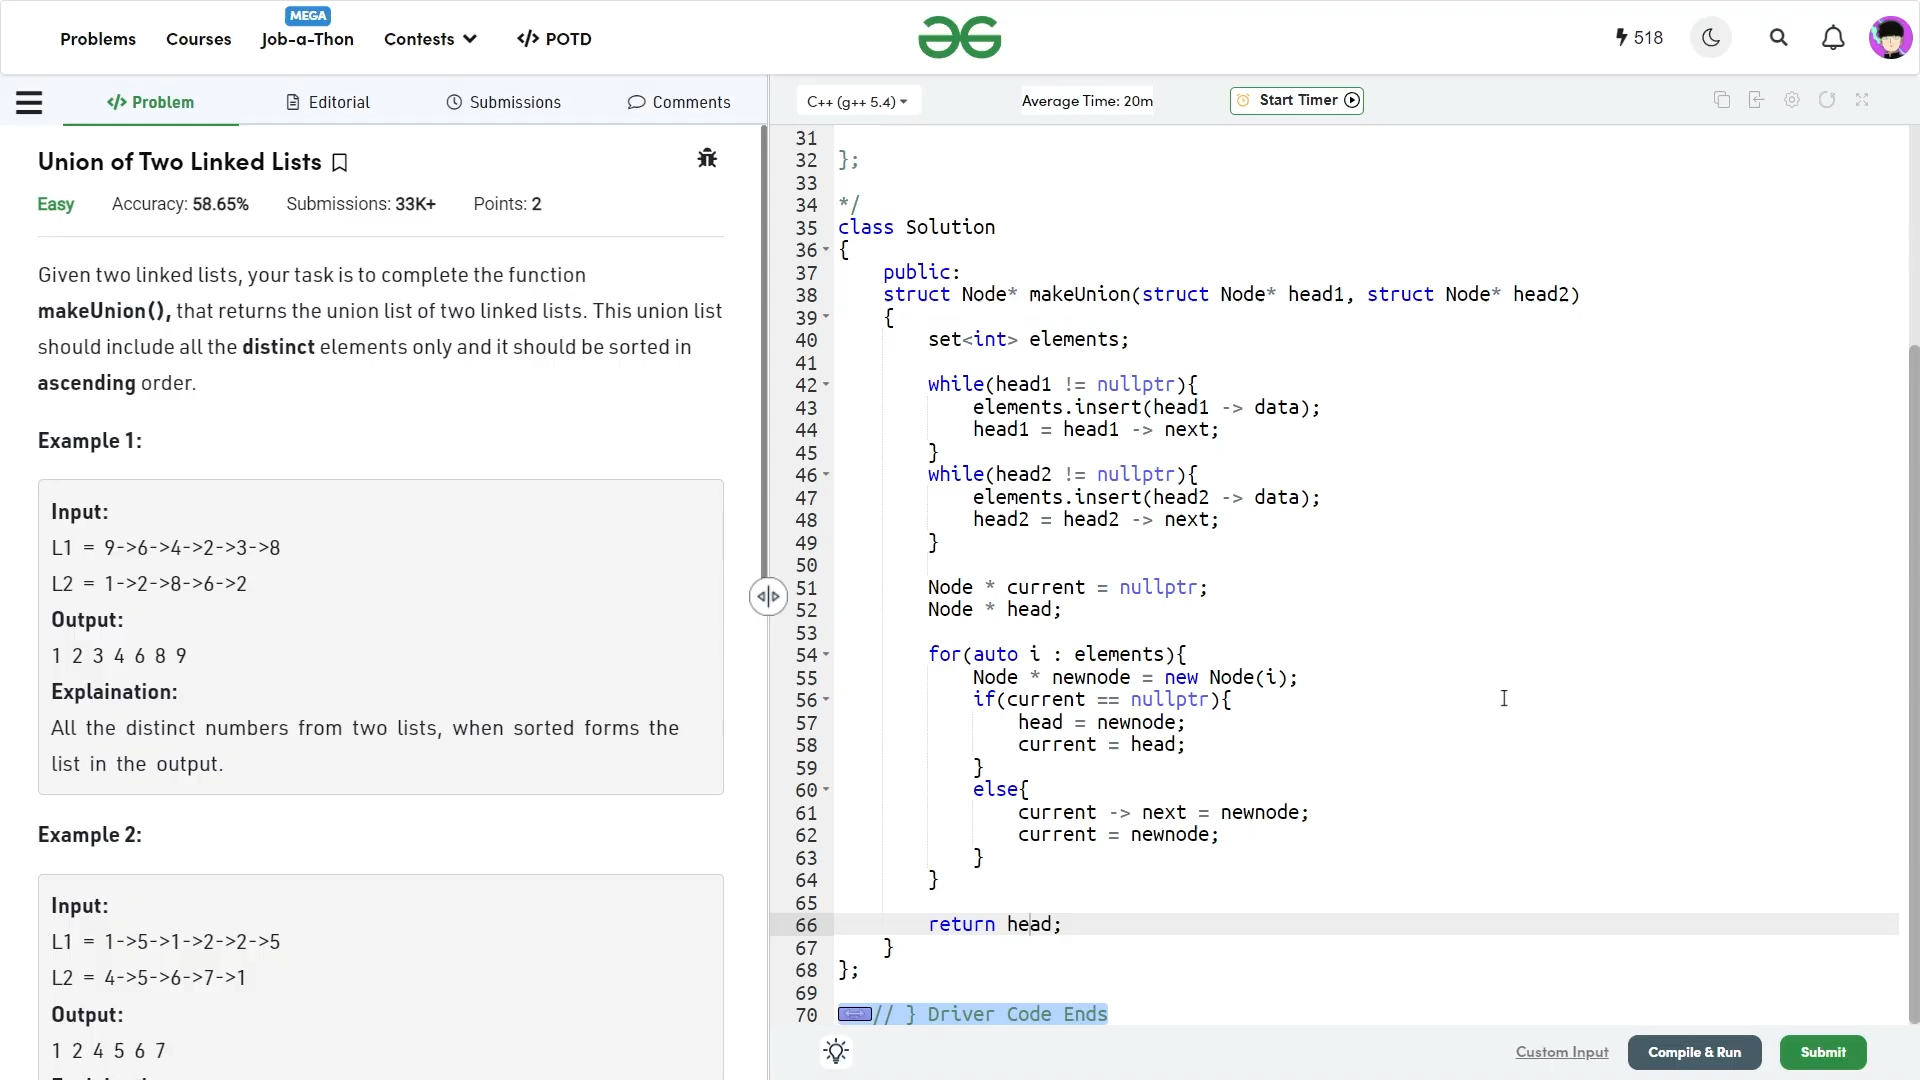 MEGA
Problems Courses Job-a-Thon Contests </> POTD
518
</> Problem Editorial Submissions Comments
C++ (g++ 5.4) Average Time: 20m Start Timer
Union of Two Linked Lists
Easy Accuracy: 58.65% Submissions: 33K+ Points: 2
Given two linked lists, your task is to complete the function
makeUnion(), that returns the union list of two linked lists. This union list
should include all the distinct elements only and it should be sorted in
ascending order.
Example 1:
Input:
L1 = 9->6->4->2->3->8
L2 = 1->2->8->6->2
Output:
1 2 3 4 6 8 9
Explaination:
All the distinct numbers from two lists, when sorted forms the
list in the output.
Example 2:
Input:
L1 = 1->5->1->2->2->5
L2 = 4->5->6->7->1
Output:
1 2 4 5 6 7
31
32 };
33
34 */
35 class Solution
36 {
37 public:
38 struct Node* makeUnion(struct Node* head1, struct Node* head2)
39 {
40 set<int> elements;
41
42 while(head1 != nullptr){
43 elements.insert(head1 -> data);
44 head1 = head1 -> next;
45 }
46 while(head2 != nullptr){
47 elements.insert(head2 -> data);
48 head2 = head2 -> next;
49 }
50
51 Node * current = nullptr;
52 Node * head;
53
54 for(auto i : elements){
55 Node * newnode = new Node(i);
56 if(current == nullptr){
57 head = newnode;
58 current = head;
59 }
60 else{
61 current -> next = newnode;
62 current = newnode;
63 }
64 }
65
66 return head;
67 }
68 };
69
70 // } Driver Code Ends
Custom Input Compile & Run Submit